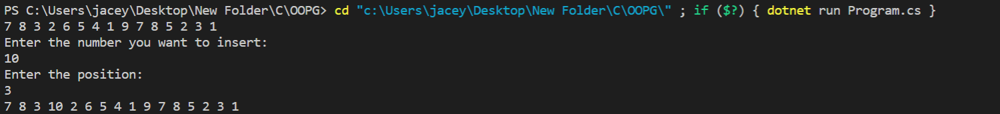 PS C:\Users\jacey\Desktop\New Folder\C\OOPG> cd "c:\Users\jacey\Desktop\New Folder\C\OOPG\" ; if ($?) { dotnet run Program.cs }
7 8 3 2 6 5 4 1 9 7 8 5 2 3 1
Enter the number you want to insert:
10
Enter the position:
3
7 8 3 10 2 6 5 4 1 9 7 8 5 2 3 1